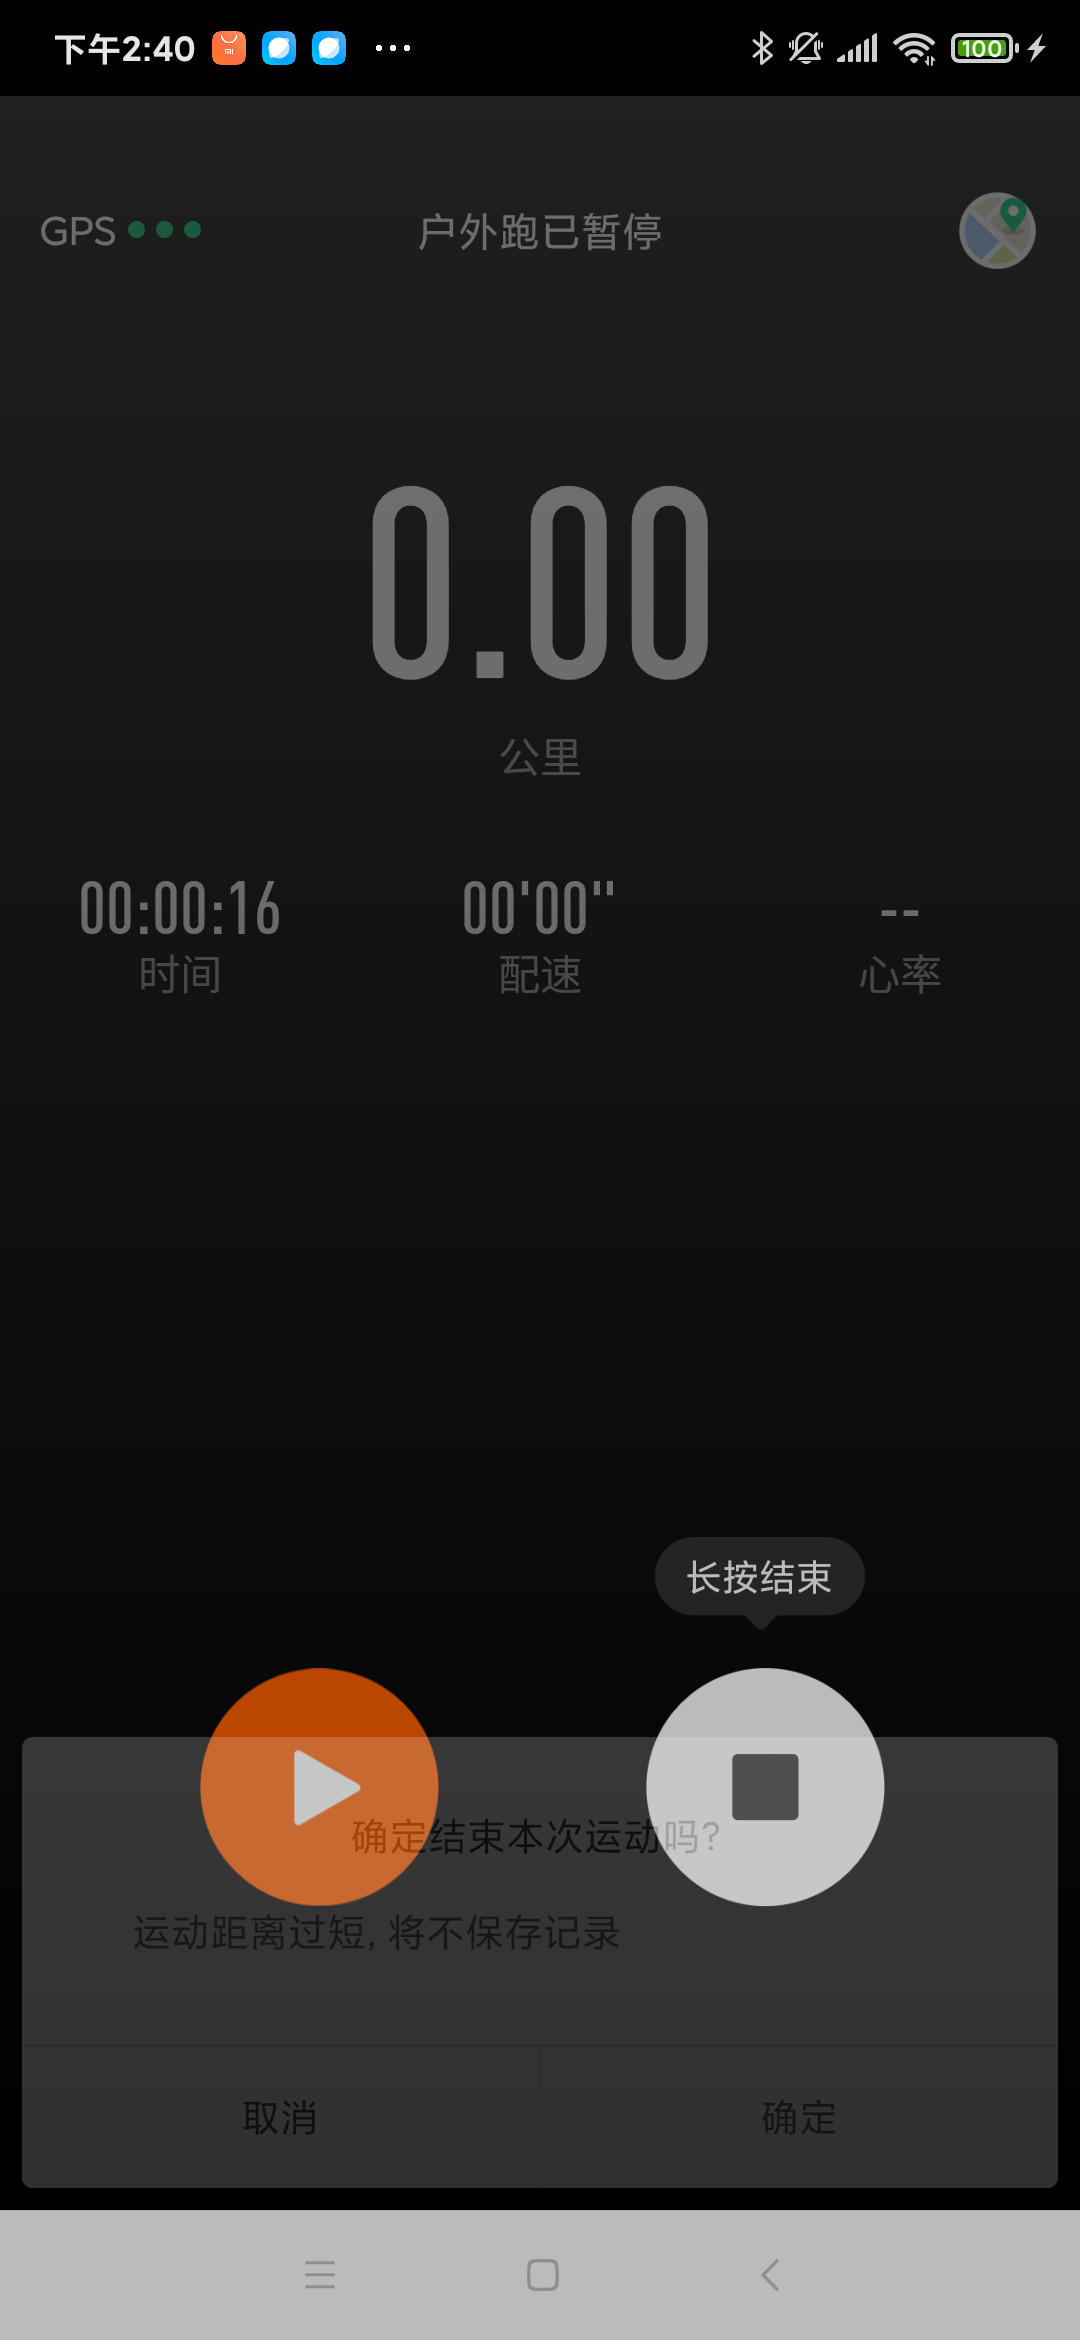 下午2:40
100
GPS
户外跑已暂停
0.00
公里
00:00:16
00'00"
--
时间
配速
心率
长按结束
确定结束本次运动吗?
运动距离过短, 将不保存记录
取消
确定